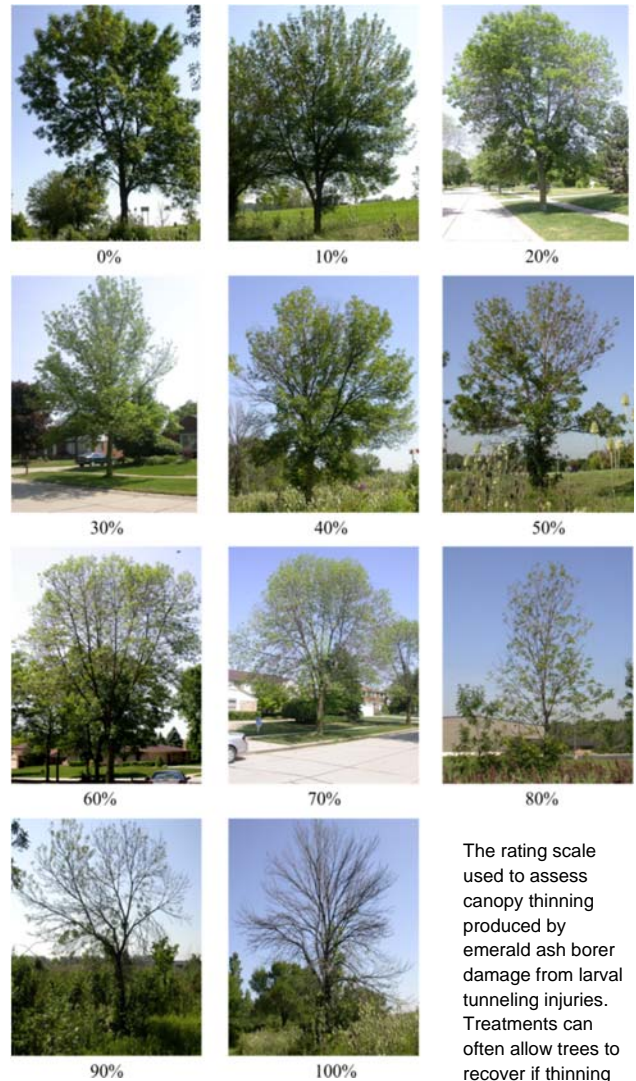 0%
10%
20%
30%
40%
50%
60%
70%
80%
90%
100%
The rating scale
used to assess
canopy thinning
produced by
emerald ash borer
damage from larval
tunneling injuries.
Treatments can
often allow trees to
recover if thinning